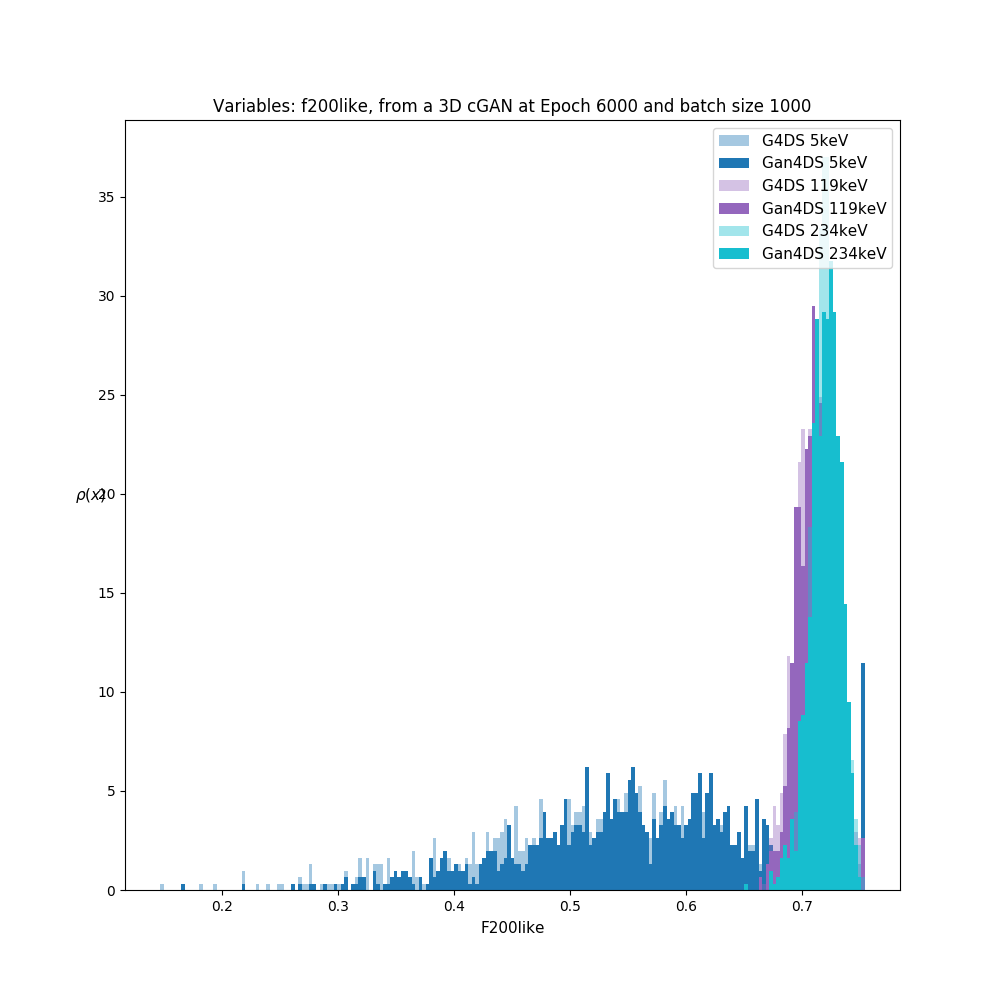 Variables: f200like, from a 3D cGAN at Epoch 6000 and batch size 1000
G4DS 5keV
Gan4DS 5keV
G4DS 119keV
Gan4DS 119keV
G4DS 234keV
Gan4DS 234keV
35
30
25
20
ρ(x)
15
10
5
0
0.2 0.3 0.4 0.5 0.6 0.7
F200like